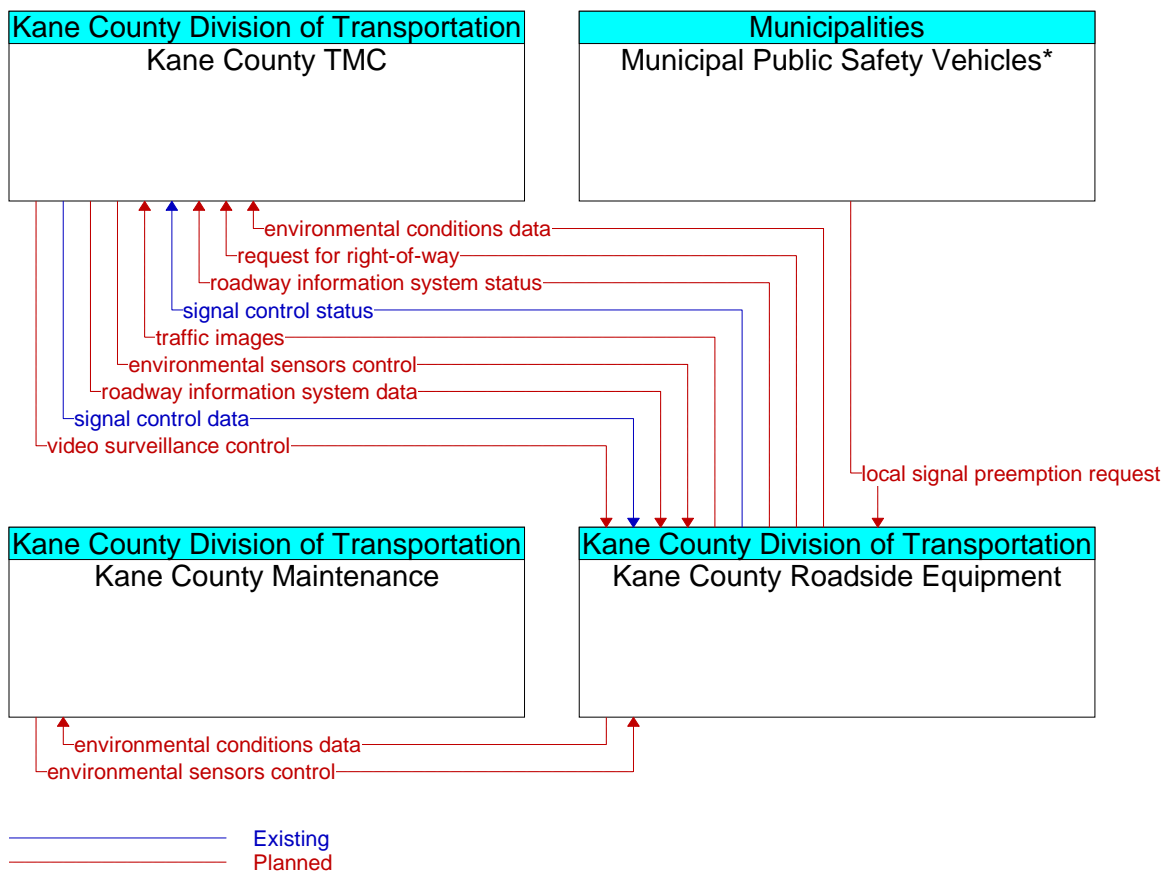 Kane County Division of Transportation
Kane County TMC
Municipalities
Municipal Public Safety Vehicles*
environmental conditions data
request for right-of-way
roadway information system status
signal control status
traffic images
environmental sensors control
roadway information system data
signal control data
video surveillance control
local signal preemption request
Kane County Division of Transportation
Kane County Maintenance
Kane County Division of Transportation
Kane County Roadside Equipment
environmental conditions data
environmental sensors control
Existing
Planned